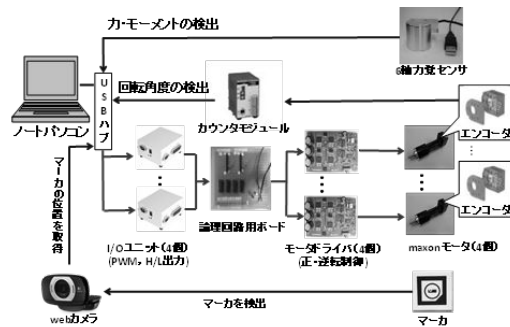 力・モーメントの検出
6軸力覚センサ
USBハブ
回転角度の検出
ノートパソコン
カウンタモジュール
エンコーダ
エンコーダ
マーカの位置を取得
I/Oユニット(4個)
(PWM, H/L出力)
論理回路用ボード
モータドライバ(4個)
(正・逆転制御)
maxonモータ(4個)
マーカを検出
webカメラ
マーカ